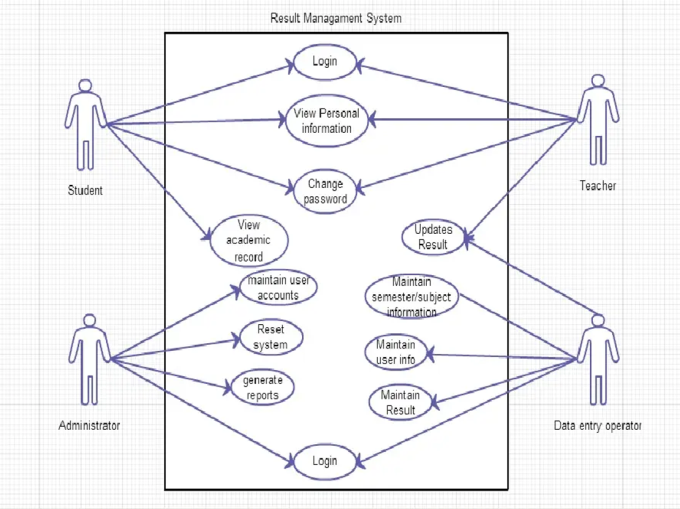 Result Managament System
Login
View Personal
information
Student
Teacher
Change
password
View
academic
record
Updates
Result
maintain user
accounts
Maintain
semester/subject
information
Reset
system
Maintain
user info
generate
reports
Maintain
Result
Administrator
Data entry operator
Login